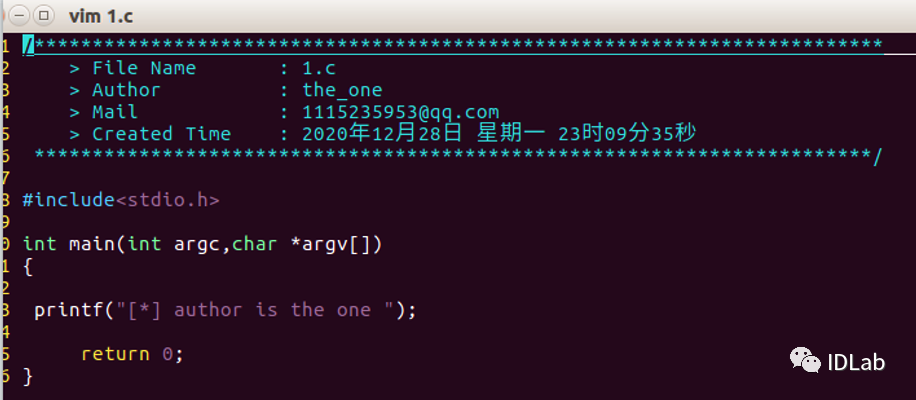 vim 1.c
1 /*************************************************************************
2     > File Name       : 1.c
3     > Author          : the_one
4     > Mail            : 1115235953@qq.com
5     > Created Time    : 2020年12月28日 星期一 23时09分35秒
6  ************************************************************************/
7
8 #include<stdio.h>
9
0 int main(int argc,char *argv[])
1 {
2
3  printf("[*] author is the one ");
4
5      return 0;
6 }
IDLab